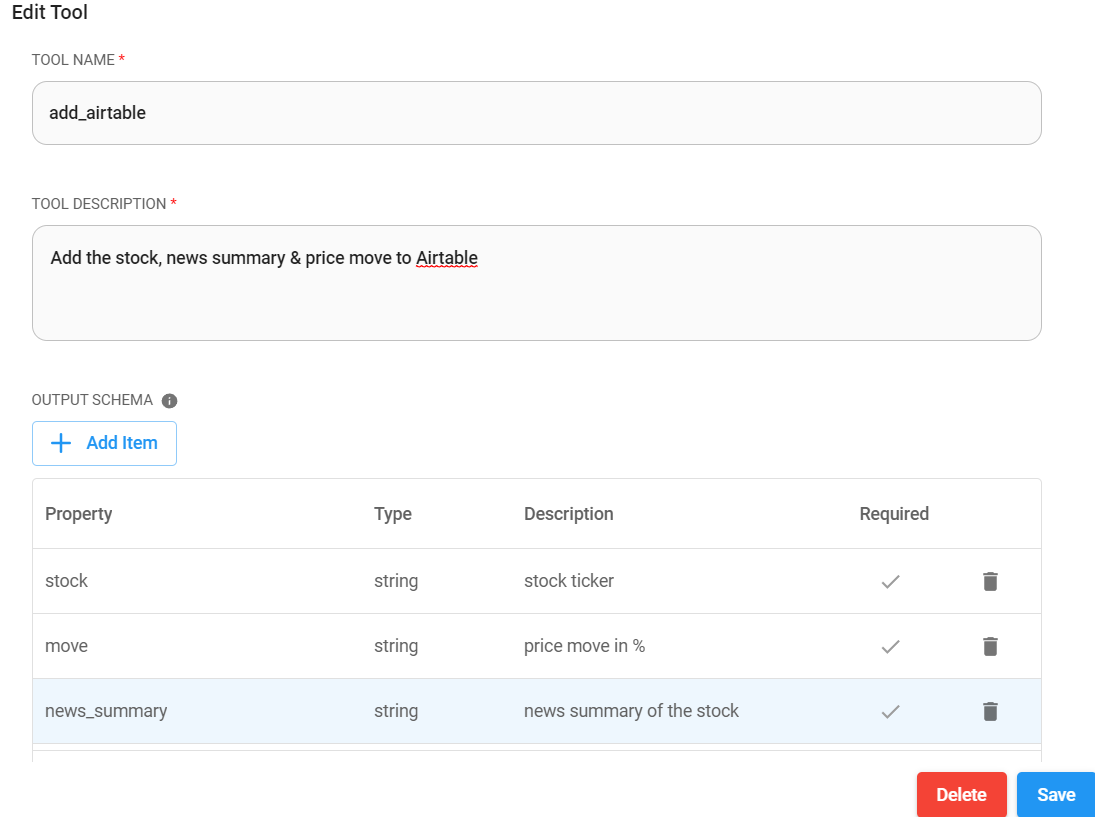 Edit Tool
TOOL NAME *
add_airtable
TOOL DESCRIPTION *
Add the stock, news summary & price move to Airtable
OUTPUT SCHEMA
Add Item
Property Type Description Required
stock string stock ticker
move string price move in %
news_summary string news summary of the stock
Delete Save